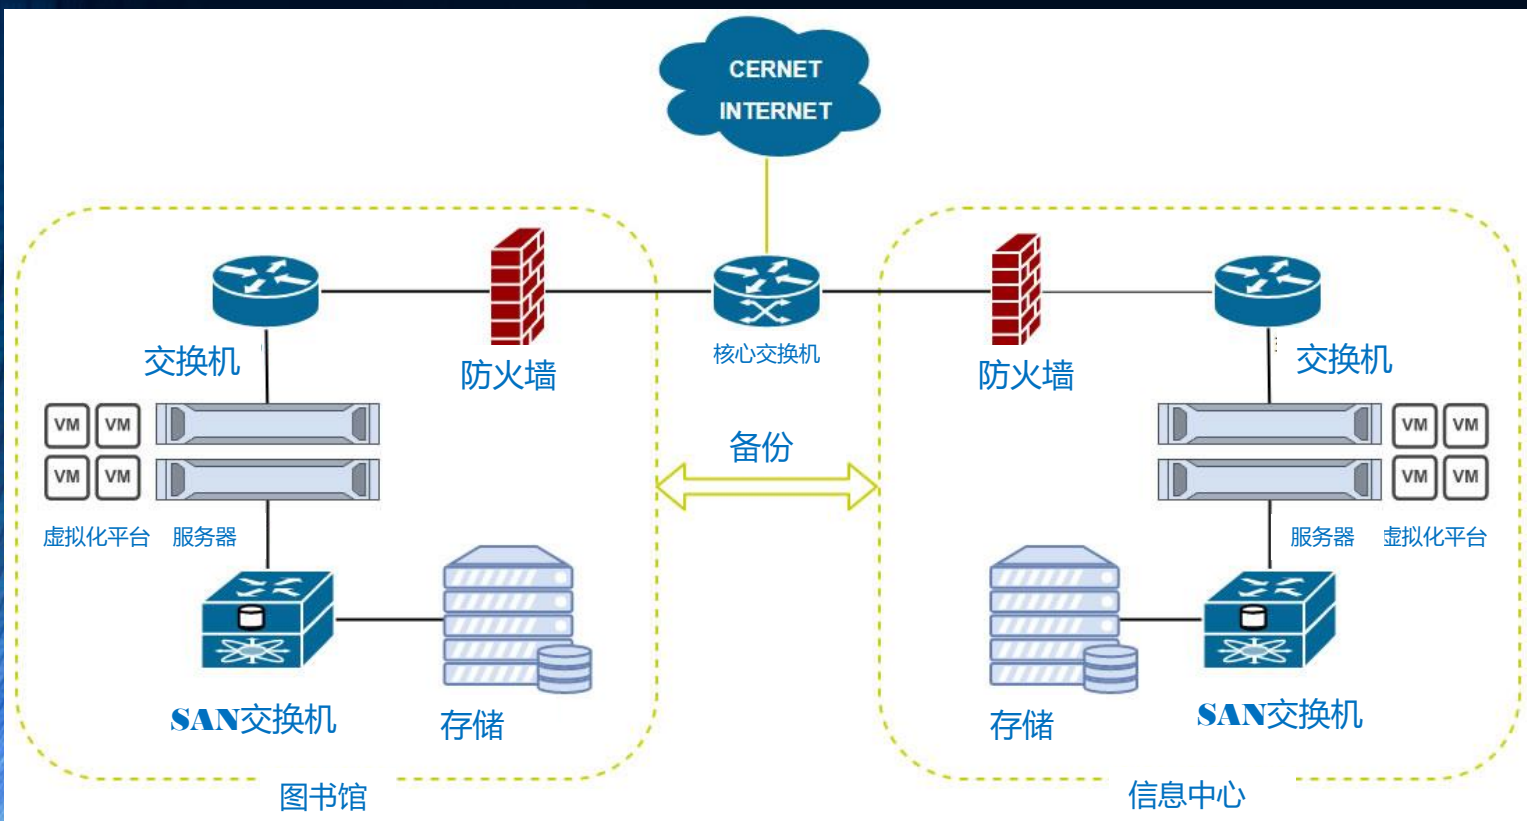 CERNET
INTERNET
交换机
防火墙
核心交换机
防火墙
交换机
VM VM
VM VM
备份
VM VM
VM VM
虚拟化平台 服务器
服务器 虚拟化平台
SAN交换机
存储
存储
SAN交换机
图书馆
信息中心